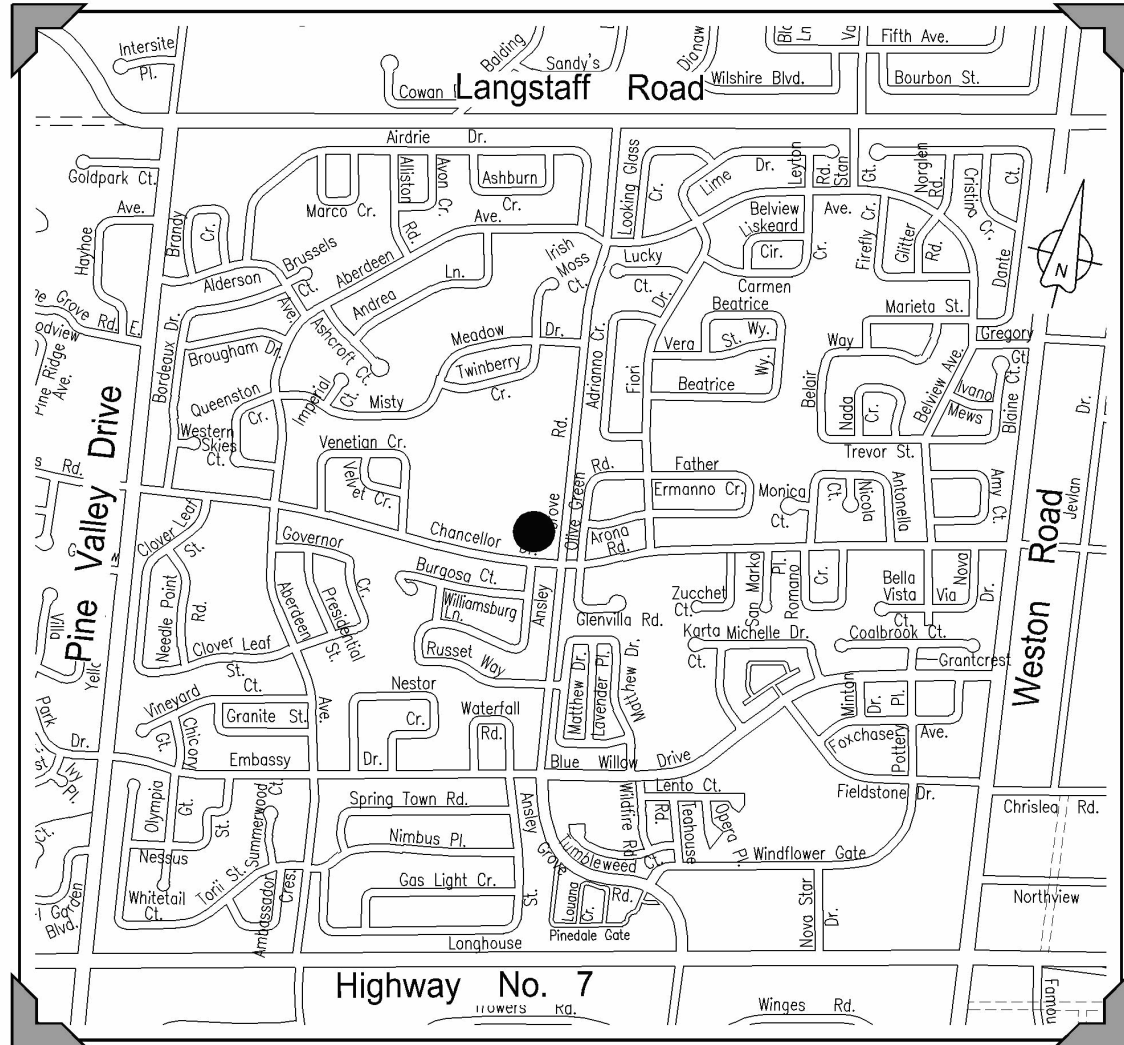 Intersite
Pl.
Balding
Sandy's
Cowan
Dianaw
Ln
Fifth Ave.
Wilshire Blvd.
Bourbon St.
Langstaff Road
Airdrie Dr.
Goldpark Ct.
Ave.
Hayhoe
Brandy
Cr.
Marco Cr.
Alliston
Rd.
Avon Cr.
Ashburn
Cr.
Looking Glass
Cr.
Lime Dr.
Leyton
Rd.
Stan
Gt.
Norglen
Rd.
Cristina Cr.
Ct.
Dante
Aberdeen Ave.
Brussels
Ct.
Alderson
Ave.
Andrea Ln.
Ashcroft Ct.
Irish
Moss
Ct.
Lucky
Ct.
Dr.
Belview
Ave.
Liskeard
Cir.
Cr.
Carmen
Firefly Cr.
Glitter
Rd.
Grove Rd. E.
Pine Ridge
Ave.
Bordeaux Dr.
Brougham Dr.
Queenston
Cr.
Imperial
Ct.
Misty
Meadow Dr.
Twinberry
Cr.
Adrianno Cr.
Fiori
Vera
Beatrice
St. Wy.
Beatrice
Wy.
Marieta St.
Way
Belair
Gregory
Gt.
Belview Ave.
Ivano
Mews
Blaine Ct.
Nada
Cr.
Trevor St.
Dr.
N
Pine Valley Drive
Western
Skies
Ct.
Rd.
Venetian Cr.
Velvet Cr.
Rd.
Rd.
Father
Ermanno Cr.
Monica
Ct.
Ct.
Nicola
Antonella
Amy Ct.
Jevlan
Weston Road
Clover Leaf
St.
Governor
Cr.
Chancellor
Olive Green
Arona
Rd.
Burgosa Ct.
Williamsburg
Ln.
Ansley
Glenvilla Rd.
Zucchet
Ct.
San Marko
Pl.
Romano
Cr.
Bella
Vista
Ct.
Via
Nova
Dr.
Needle Point
Rd.
Aberdeen
Presidential
St.
Clover Leaf
St.
Russet Way
Matthew Dr.
Lavender Pl.
Matthew Dr.
Karta
Ct.
Michelle Dr.
Coalbrook Ct.
Grantcrest
Villa
Park
Dr.
Vineyard
Ct.
Gt.
Chicory
Granite St.
Ave.
Nestor
Cr.
Dr.
Waterfall
Rd.
Mintan
Dr.
Pl.
Foxchase
Ave.
Pottery
Ivy
Pl.
Embassy
Blue Willow Drive
Fieldstone Dr.
Chrislea Rd.
Olympia
Gt.
St.
Summerwood
Ct.
Spring Town Rd.
Nimbus Pl.
Gas Light Cr.
Ansley
Grove
Rd.
Lento Ct.
Wildfire Rd.
Rd.
Teahouse
Opera Pl.
Tumbleweed Ct.
Windflower Gate
Nessus
Whitetail
Ct.
Torii St.
Ambassador
Cres.
St.
Louana
Cr.
Pinedale Gate
Nova Star
Dr.
Northview
Garden
Blvd.
Longhouse
Highway No. 7
Trowers Rd.
Winges Rd.
Famou